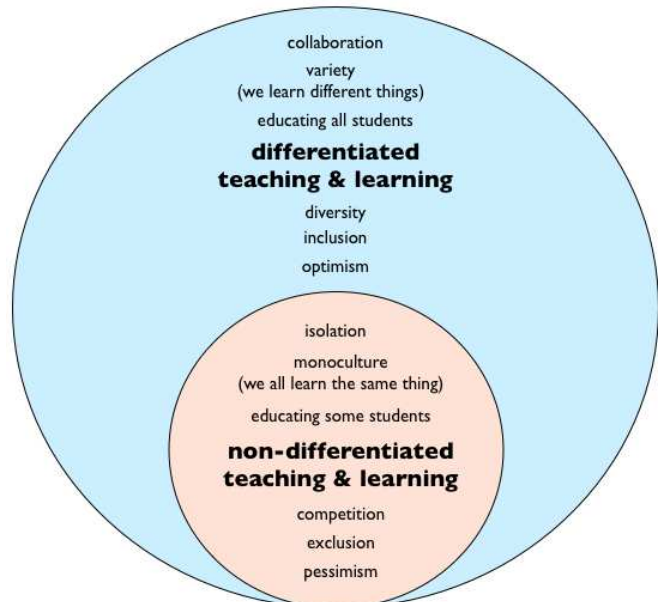 collaboration
variety
(we learn different things)
educating all students
differentiated
teaching & learning
diversity
inclusion
optimism
isolation
monoculture
(we all learn the same thing)
educating some students
non-differentiated
teaching & learning
competition
exclusion
pessimism